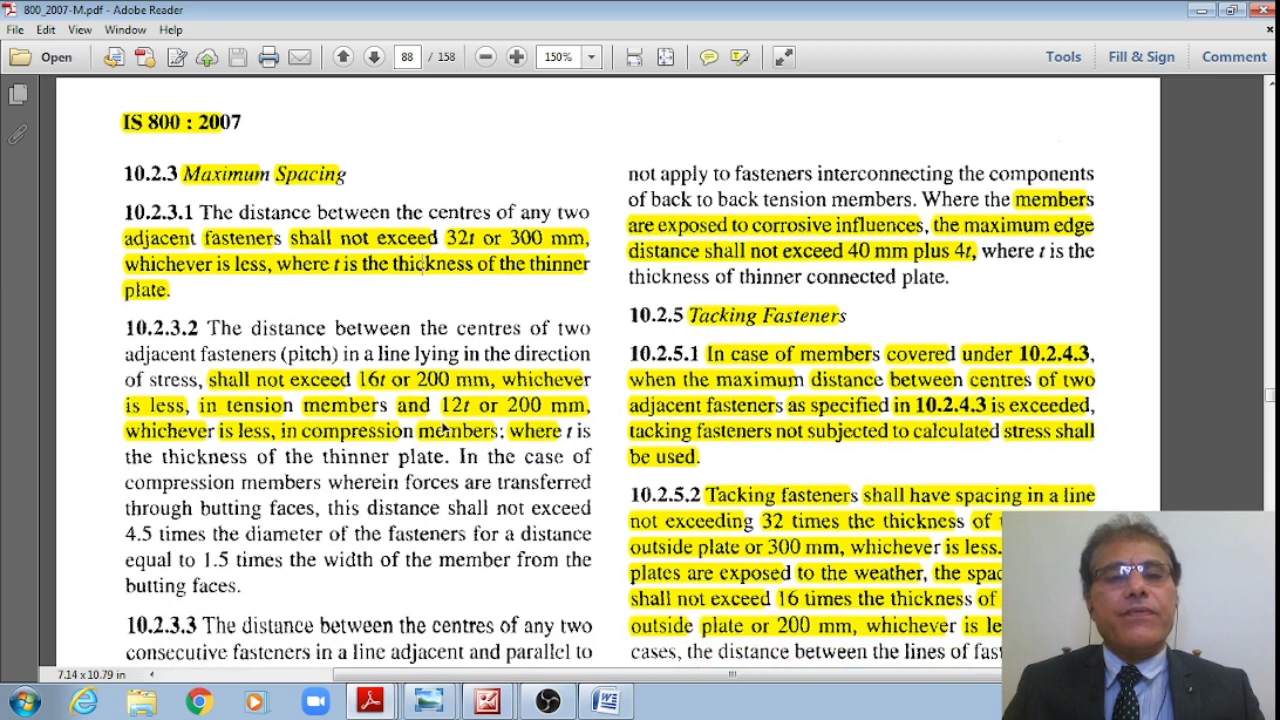 800_2007-M.pdf - Adobe Reader
File Edit View Window Help
Open 88 / 158 150% Tools Fill & Sign Comment
IS 800 : 2007
10.2.3 Maximum Spacing
10.2.3.1 The distance between the centres of any two
adjacent fasteners shall not exceed 32t or 300 mm,
whichever is less, where t is the thickness of the thinner
plate.
10.2.3.2 The distance between the centres of two
adjacent fasteners (pitch) in a line lying in the direction
of stress, shall not exceed 16t or 200 mm, whichever
is less, in tension members and 12t or 200 mm,
whichever is less, in compression members; where t is
the thickness of the thinner plate. In the case of
compression members wherein forces are transferred
through butting faces, this distance shall not exceed
4.5 times the diameter of the fasteners for a distance
equal to 1.5 times the width of the member from the
butting faces.
10.2.3.3 The distance between the centres of any two
consecutive fasteners in a line adjacent and parallel to
not apply to fasteners interconnecting the components
of back to back tension members. Where the members
are exposed to corrosive influences, the maximum edge
distance shall not exceed 40 mm plus 4t, where t is the
thickness of thinner connected plate.
10.2.5 Tacking Fasteners
10.2.5.1 In case of members covered under 10.2.4.3,
when the maximum distance between centres of two
adjacent fasteners as specified in 10.2.4.3 is exceeded,
tacking fasteners not subjected to calculated stress shall
be used.
10.2.5.2 Tacking fasteners shall have spacing in a line
not exceeding 32 times the thickness of
outside plate or 300 mm, whichever is less.
plates are exposed to the weather, the
shall not exceed 16 times the thickness of
outside plate or 200 mm, whichever is
cases, the distance between the lines of
7.14 x 10.79 in